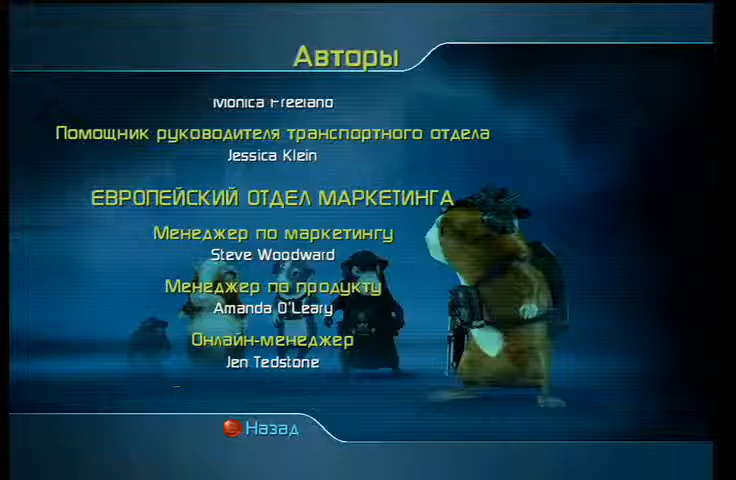 Авторы
Monica Freeland
Помощник руководителя транспортного отдела
Jessica Klein
ЕВРОПЕЙСКИЙ ОТДЕЛ МАРКЕТИНГА
Менеджер по маркетингу
Steve Woodward
Менеджер по продукту
Amanda O'Leary
Онлайн-менеджер
Jen Tedstone
Назад